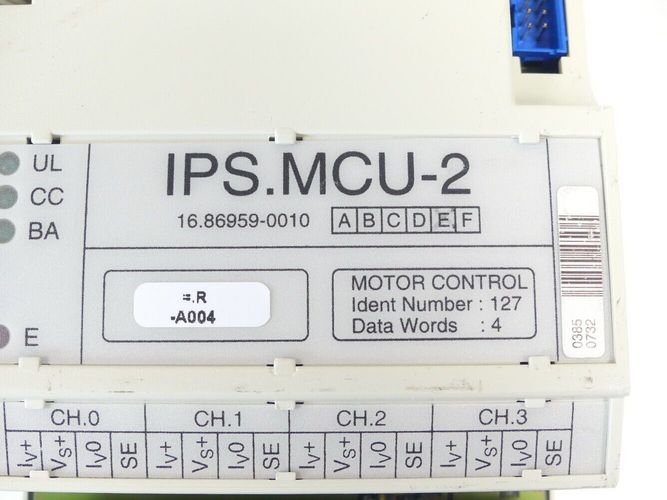 UL
CC
BA
E
IPS.MCU-2
16.86959-0010 A B C D E F
=.R
-A004
MOTOR CONTROL
Ident Number : 127
Data Words : 4
0385
0732
CH.0 CH.1 CH.2 CH.3
IV+ VS+ IV0 SE IV+ VS+ IV0 SE IV+ VS+ IV0 SE IV+ VS+ IV0 SE